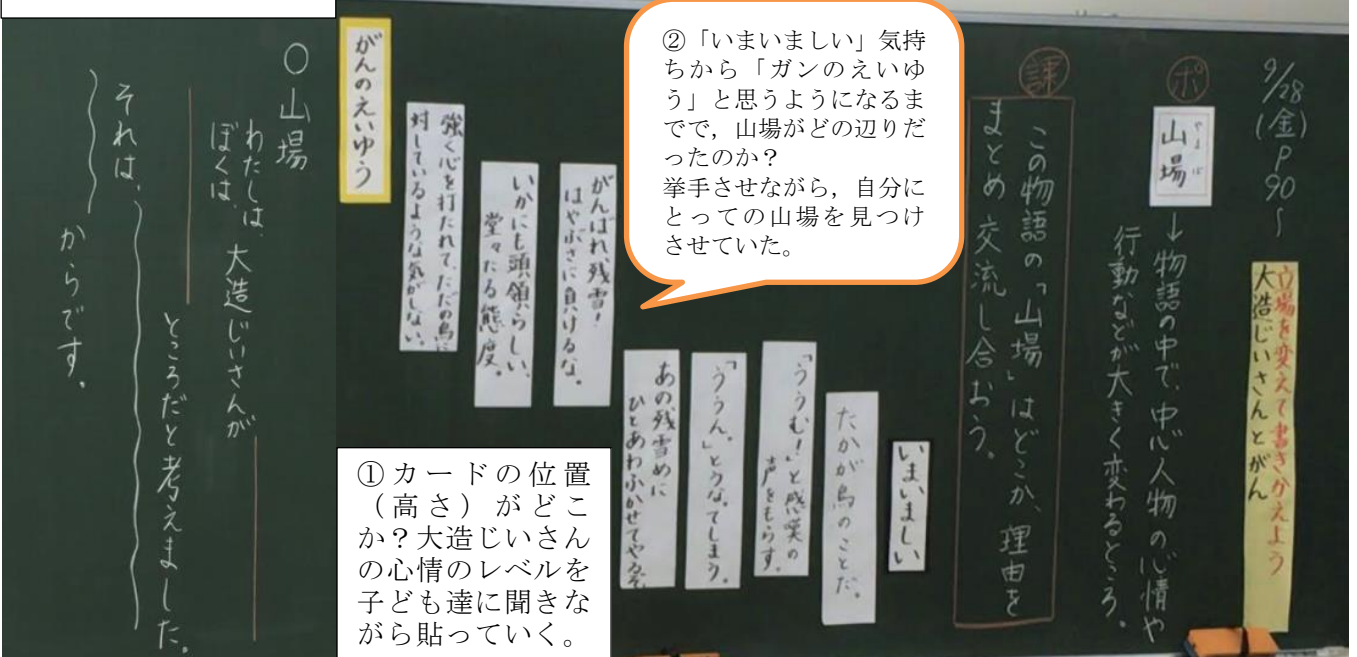 9/28
(金)
P
90
〜
立場を変えて書きかえよう
大造じいさんとがん
ポ
山場
やまば
↓物語の中で、中心人物の心情や
行動などが大きく変わるところ。
課
この物語の「山場」はどこか、理由を
まとめ交流し合おう。
いまいましい
たかが鳥のことだ。
「ううむ!」と感嘆の
声をもらす。
「ううん。」とうなってしまう。
あの残雪めに
ひとあわふかせてやるぞ
がんばれ、残雪!
はやぶさに負けるな。
いかにも頭領らしい、
堂々たる態度。
強く心を打たれて、ただの鳥に
対しているような気がしない。
がんのえいゆう
〇山場
わたしは、
ぼくは、
大造じいさんが
ところだと考えました。
それは、
からです。
②「いまいましい」気持
ちから「ガンのえいゆ
う」と思うようになるま
でで，山場がどの辺りだ
ったのか？
挙手させながら，自分に
とっての山場を見つけ
させていた。
①カードの位置
（高さ）がどこ
か？大造じいさん
の心情のレベルを
子ども達に聞きな
がら貼っていく。